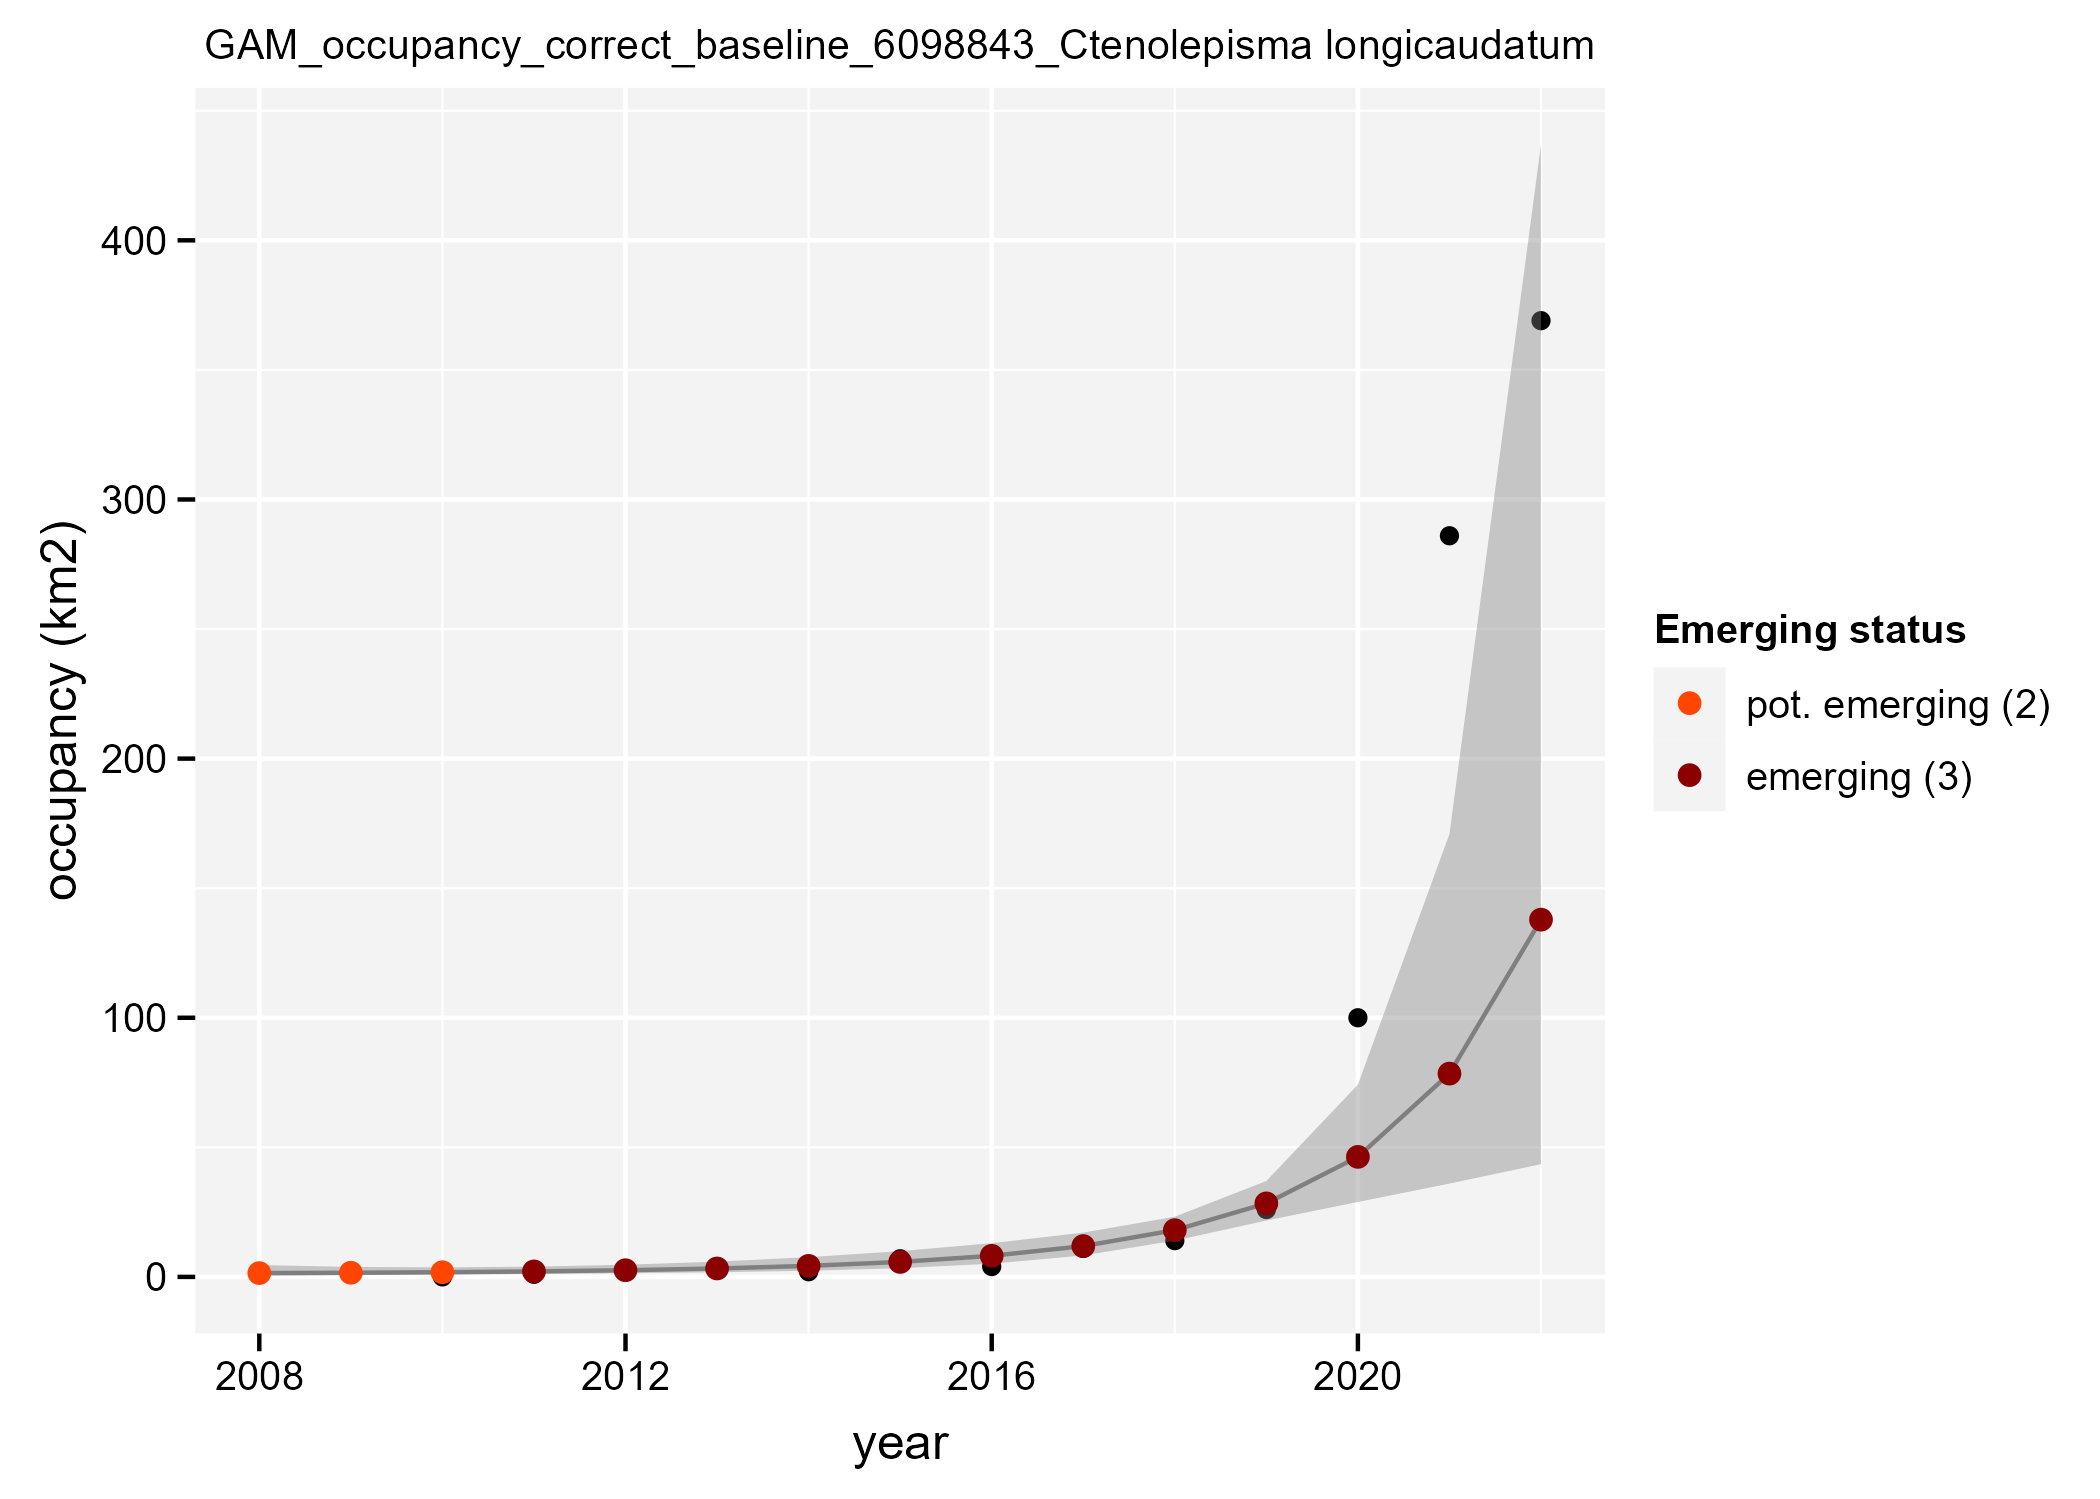 GAM_occupancy_correct_baseline_6098843_Ctenolepisma longicaudatum
occupancy (km2)
400
300
200
100
0
2008
2012
2016
2020
year
Emerging status
pot. emerging (2)
emerging (3)